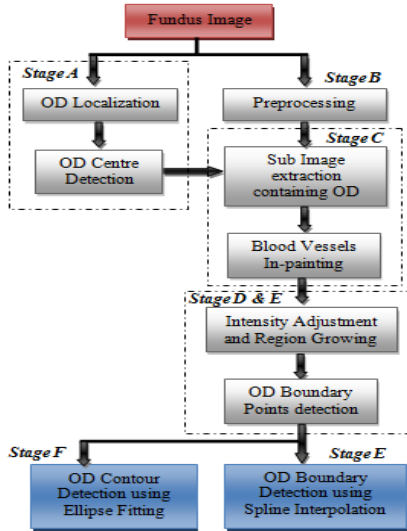 Fundus Image
Stage A
Stage B
OD Localization
Preprocessing
Stage C
OD Centre
Detection
Sub Image
extraction
containing OD
Blood Vessels
In-painting
Stage D & E
Intensity Adjustment
and Region Growing
OD Boundary
Points detection
Stage F
Stage E
OD Contour
Detection using
Ellipse Fitting
OD Boundary
Detection using
Spline Interpolation